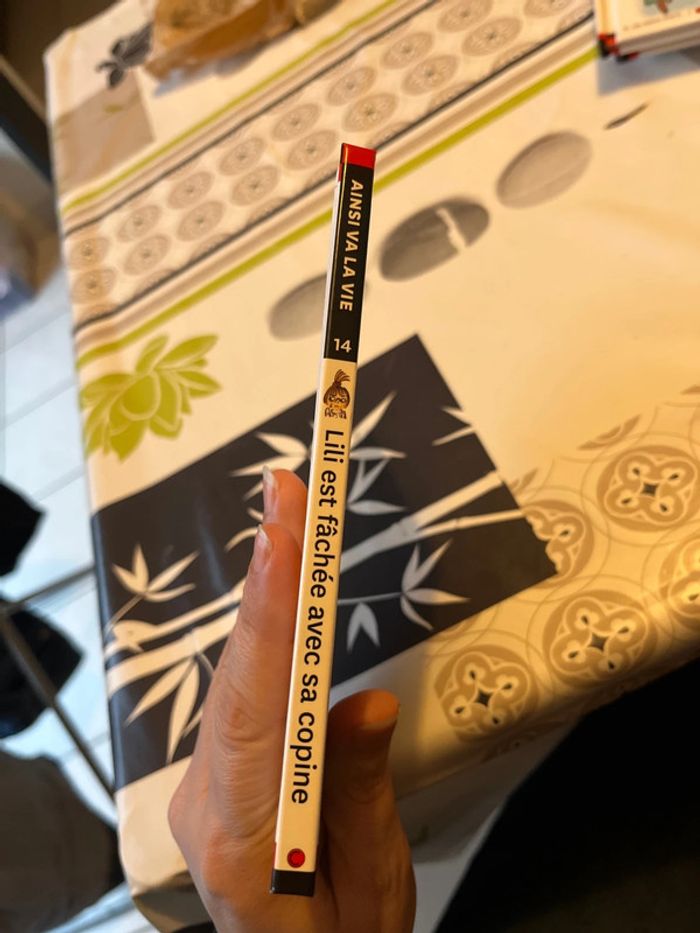 AINSI VA LA VIE
14
Lili est fâchée avec sa copine